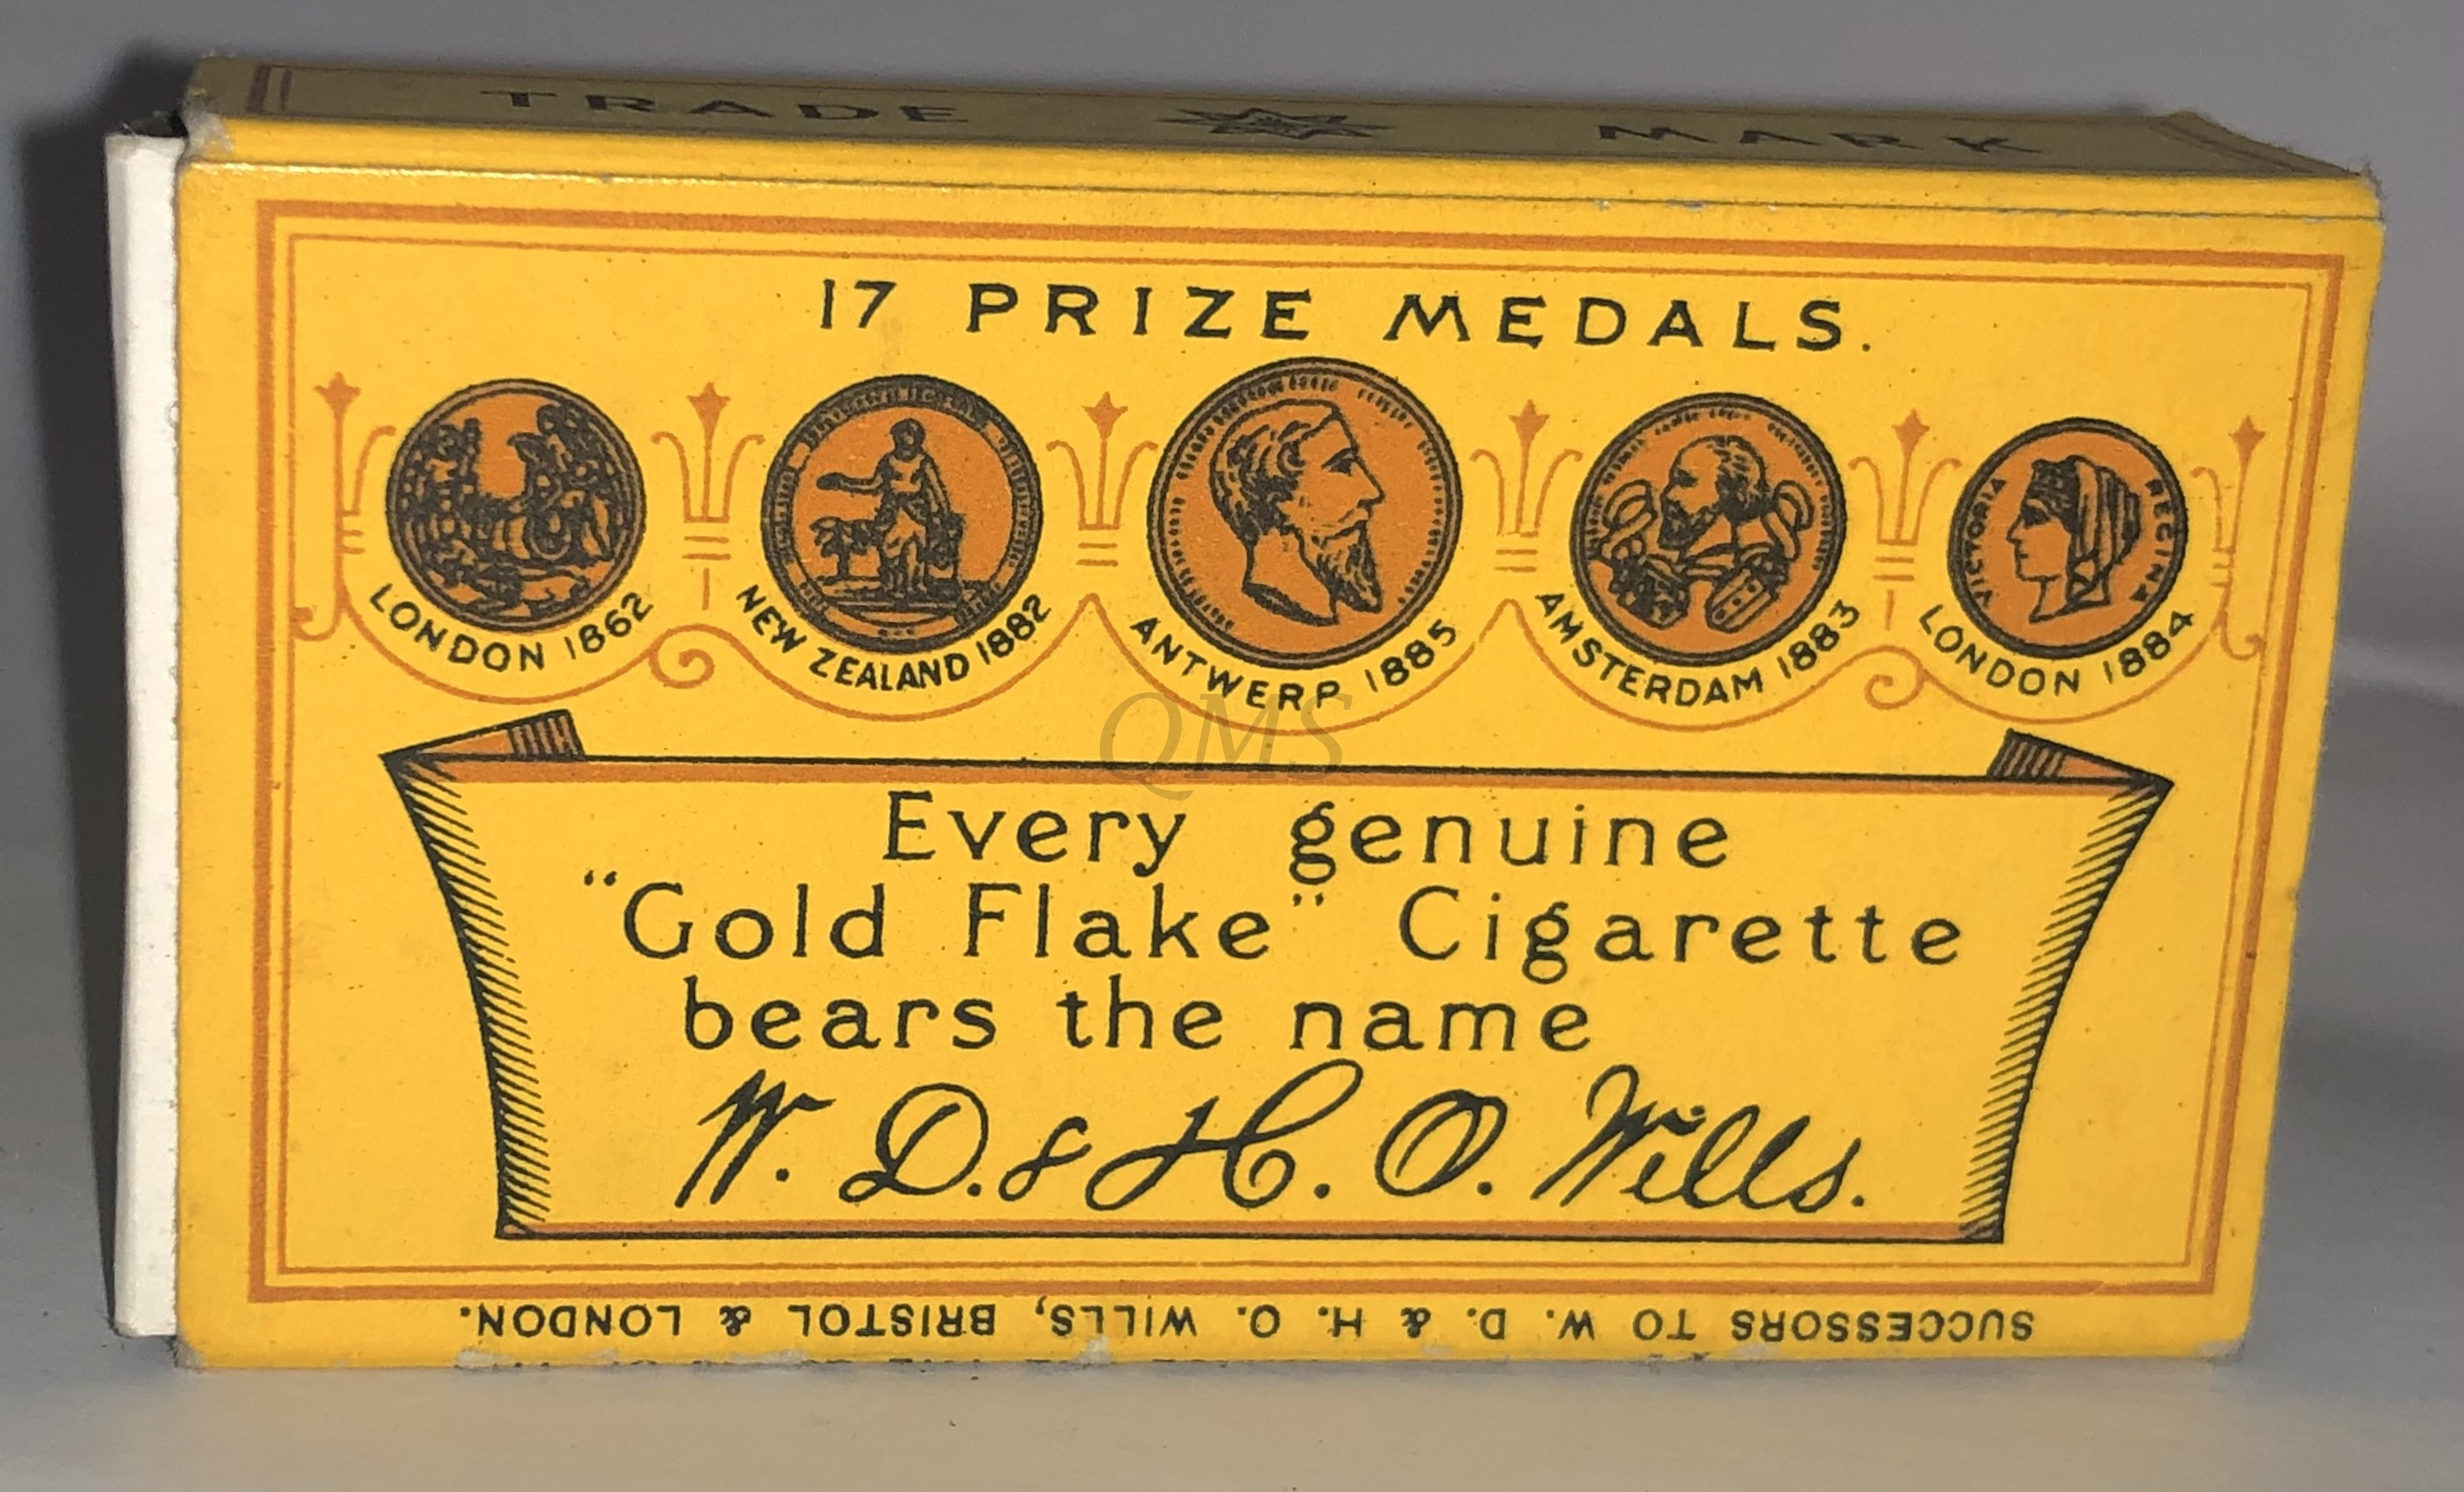 TRADE MARK
17 PRIZE MEDALS.
LONDON 1862
NEW ZEALAND 1882
ANTWERP 1885
AMSTERDAM 1883
LONDON 1884
VICTORIA REGINA
QMS
Every genuine
“Gold Flake” Cigarette
bears the name
W. D. & H. O. Wills.
SUCCESSORS TO W. D. & H. O. WILLS, BRISTOL & LONDON.